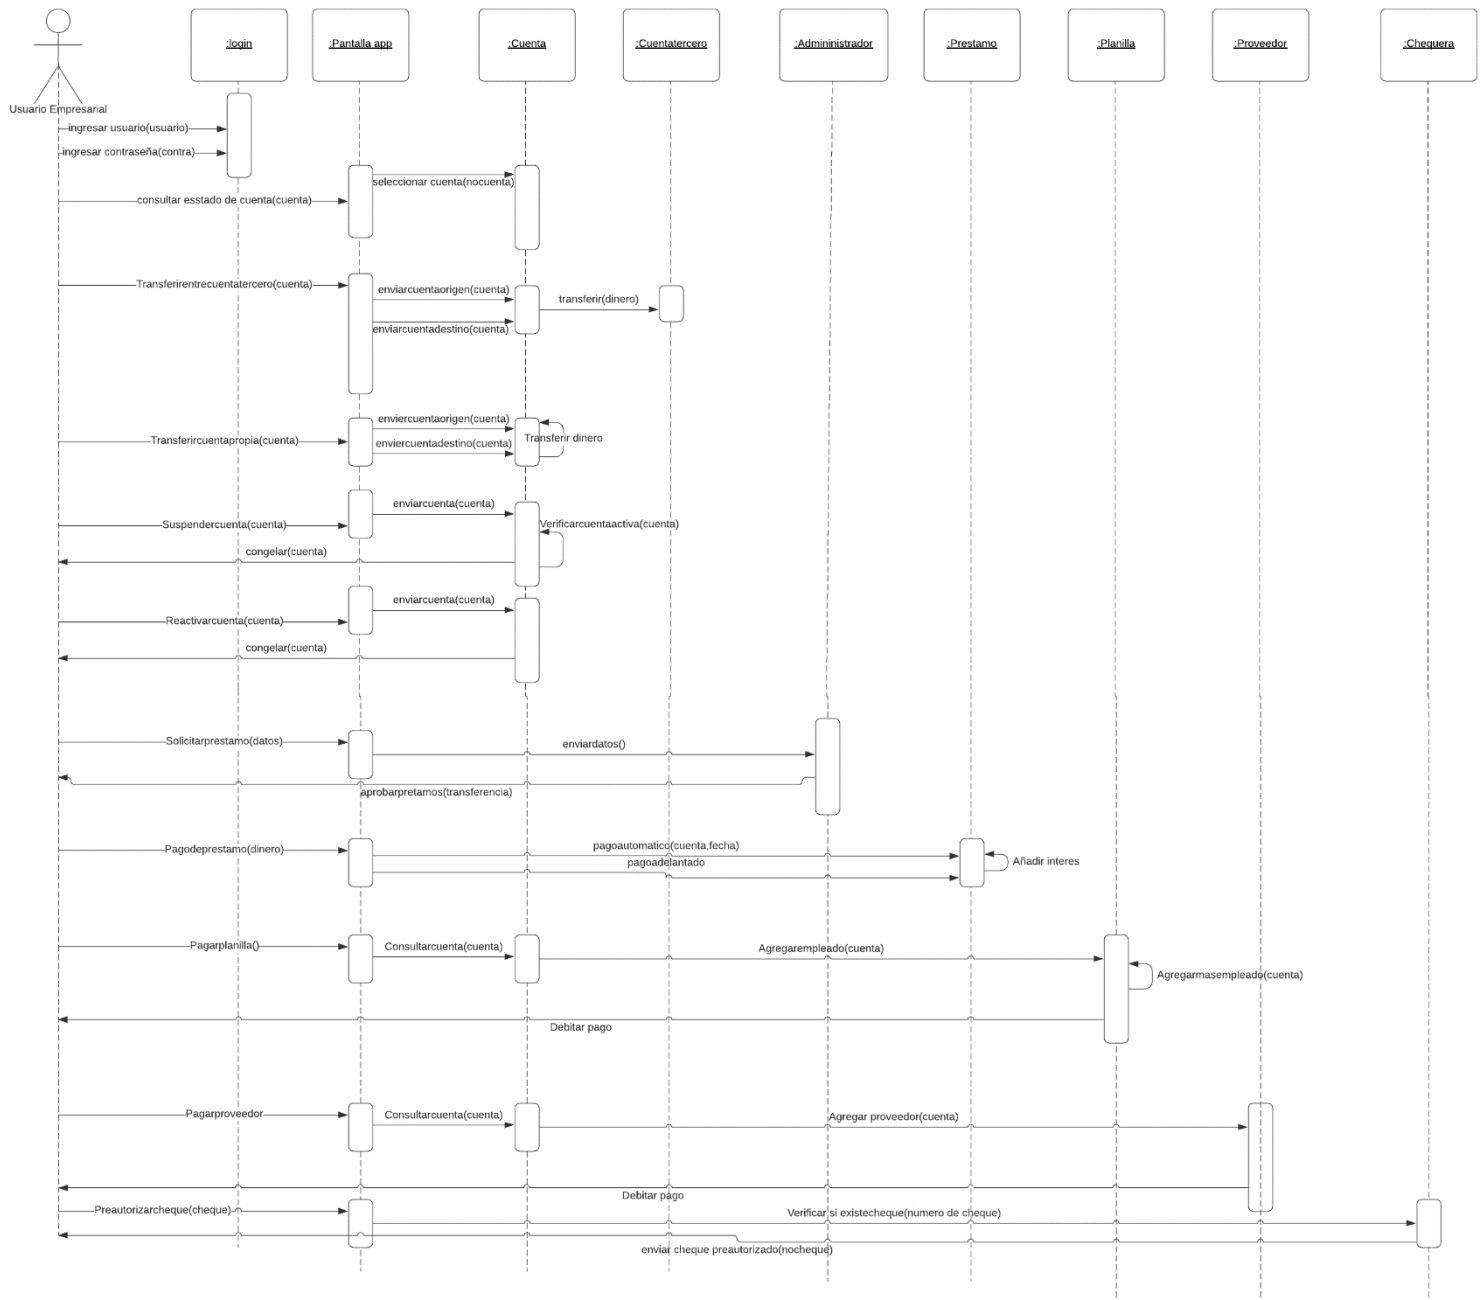 :login
:Pantalla app
:Cuenta
:Cuentatercero
:Admininistrador
:Prestamo
:Planilla
:Proveedor
:Chequera
Usuario Empresarial
ingresar usuario(usuario)
ingresar contraseña(contra)
seleccionar cuenta(nocuenta)
consultar esstado de cuenta(cuenta)
Transferirentrecuentatercero(cuenta)
enviarcuentaorigen(cuenta)
transferir(dinero)
enviarcuentadestino(cuenta)
enviercuentaorigen(cuenta)
Transferircuentapropia(cuenta)
enviercuentadestino(cuenta)
Transferir dinero
enviarcuenta(cuenta)
Suspendercuenta(cuenta)
Verificarcuentaactiva(cuenta)
congelar(cuenta)
enviarcuenta(cuenta)
Reactivarcuenta(cuenta)
congelar(cuenta)
Solicitarprestamo(datos)
enviardatos()
aprobarpretamos(transferencia)
Pagodeprestamo(dinero)
pagoautomatico(cuenta,fecha)
pagoadelantado
Añadir interes
Pagarplanilla()
Consultarcuenta(cuenta)
Agregarempleado(cuenta)
Agregarmasempleado(cuenta)
Debitar pago
Pagarproveedor
Consultarcuenta(cuenta)
Agregar proveedor(cuenta)
Debitar pago
Preautorizarcheque(cheque)
Verificar si existecheque(numero de cheque)
enviar cheque preautorizado(nocheque)